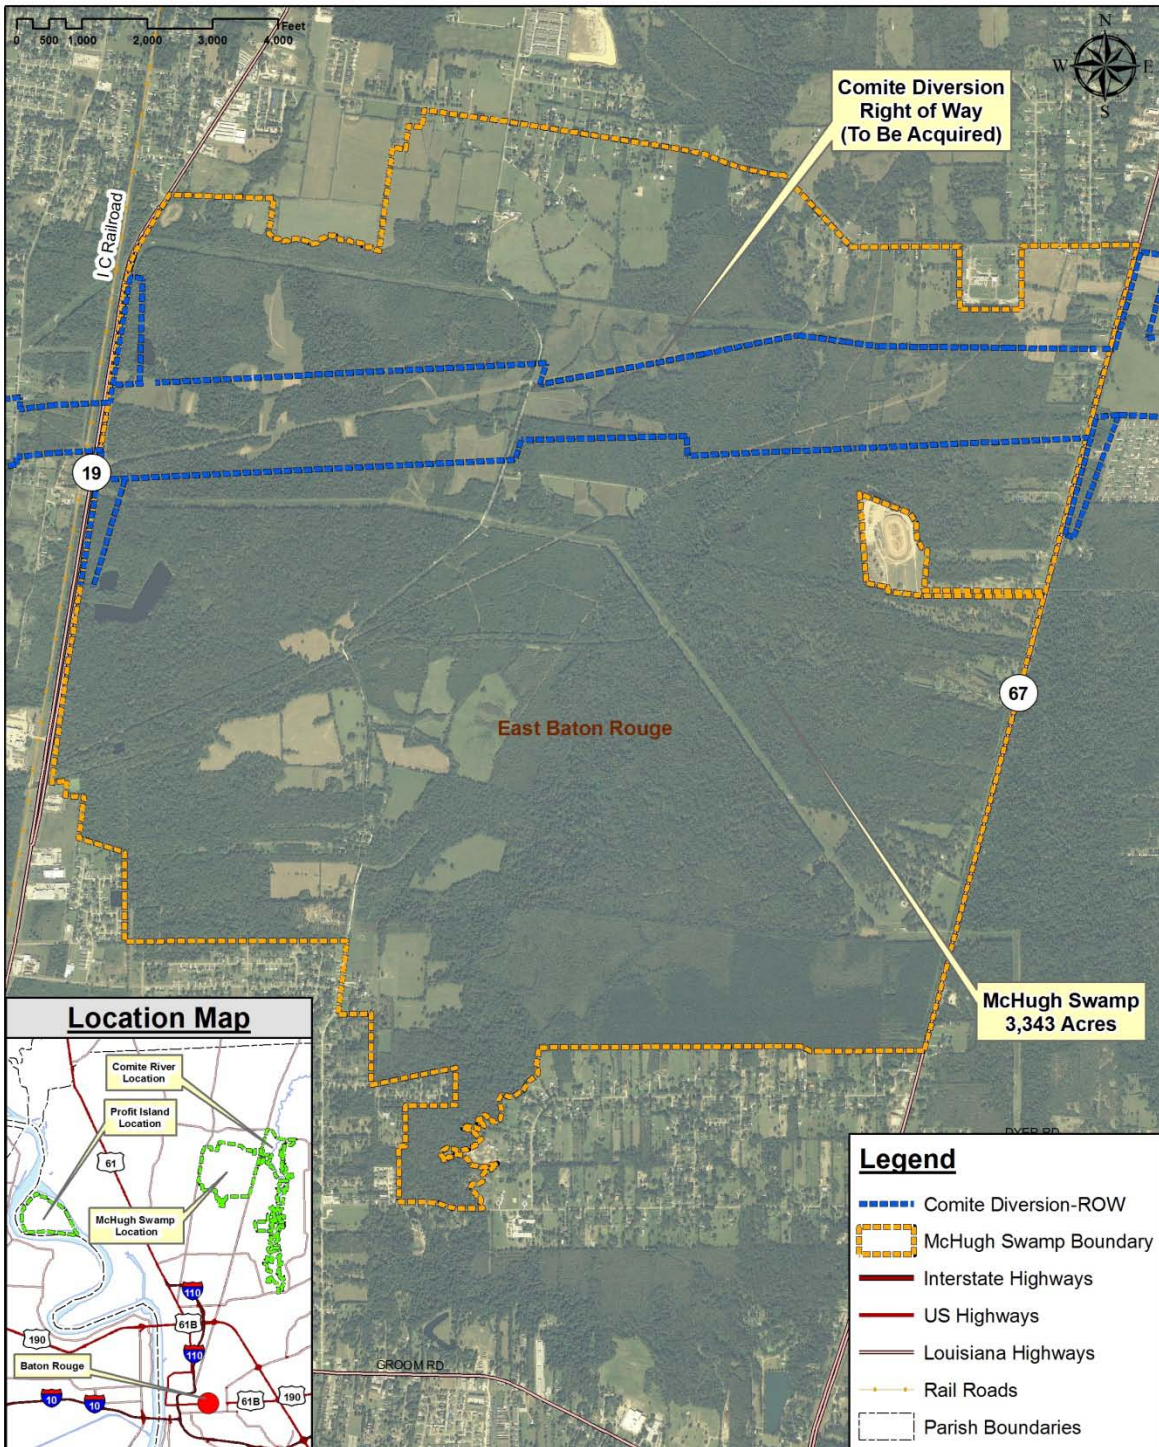 Feet
0 500 1,000 2,000 3,000 4,000
N
W E
S
Comite Diversion
Right of Way
(To Be Acquired)
I C Railroad
19
67
East Baton Rouge
McHugh Swamp
3,343 Acres
GROOM RD
Location Map
Comite River
Location
Profit Island
Location
61
McHugh Swamp
Location
110
61B
190
110
Baton Rouge
10
10
61B
190
Legend
Comite Diversion-ROW
McHugh Swamp Boundary
Interstate Highways
US Highways
Louisiana Highways
Rail Roads
Parish Boundaries